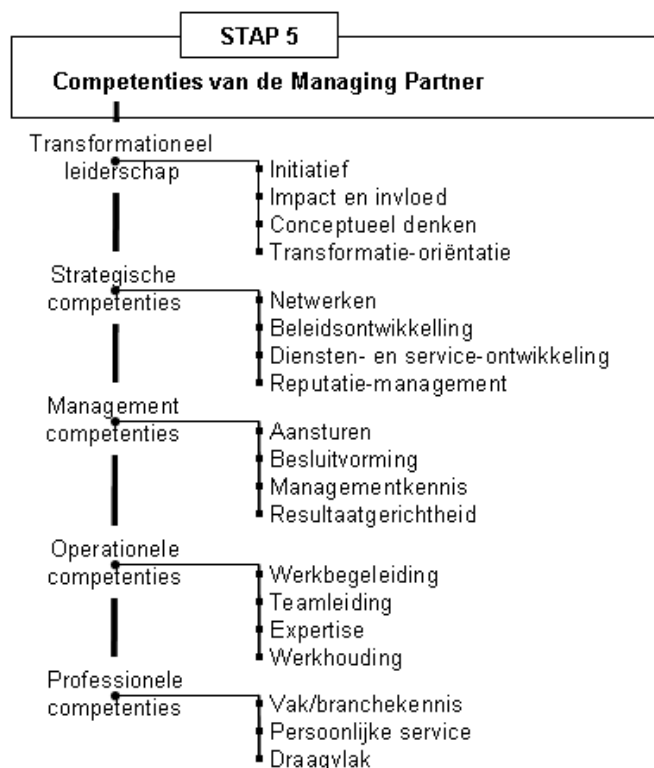 STAP 5
Competenties van de Managing Partner
Transformationeel
leiderschap
Initiatief
Impact en invloed
Conceptueel denken
Transformatie-oriëntatie
Strategische
competenties
Netwerken
Beleidsontwikkelling
Diensten- en service-ontwikkeling
Reputatie-management
Management
competenties
Aansturen
Besluitvorming
Managementkennis
Resultaatgerichtheid
Operationele
competenties
Werkbegeleiding
Teamleiding
Expertise
Werkhouding
Professionele
competenties
Vak/branchekennis
Persoonlijke service
Draagvlak